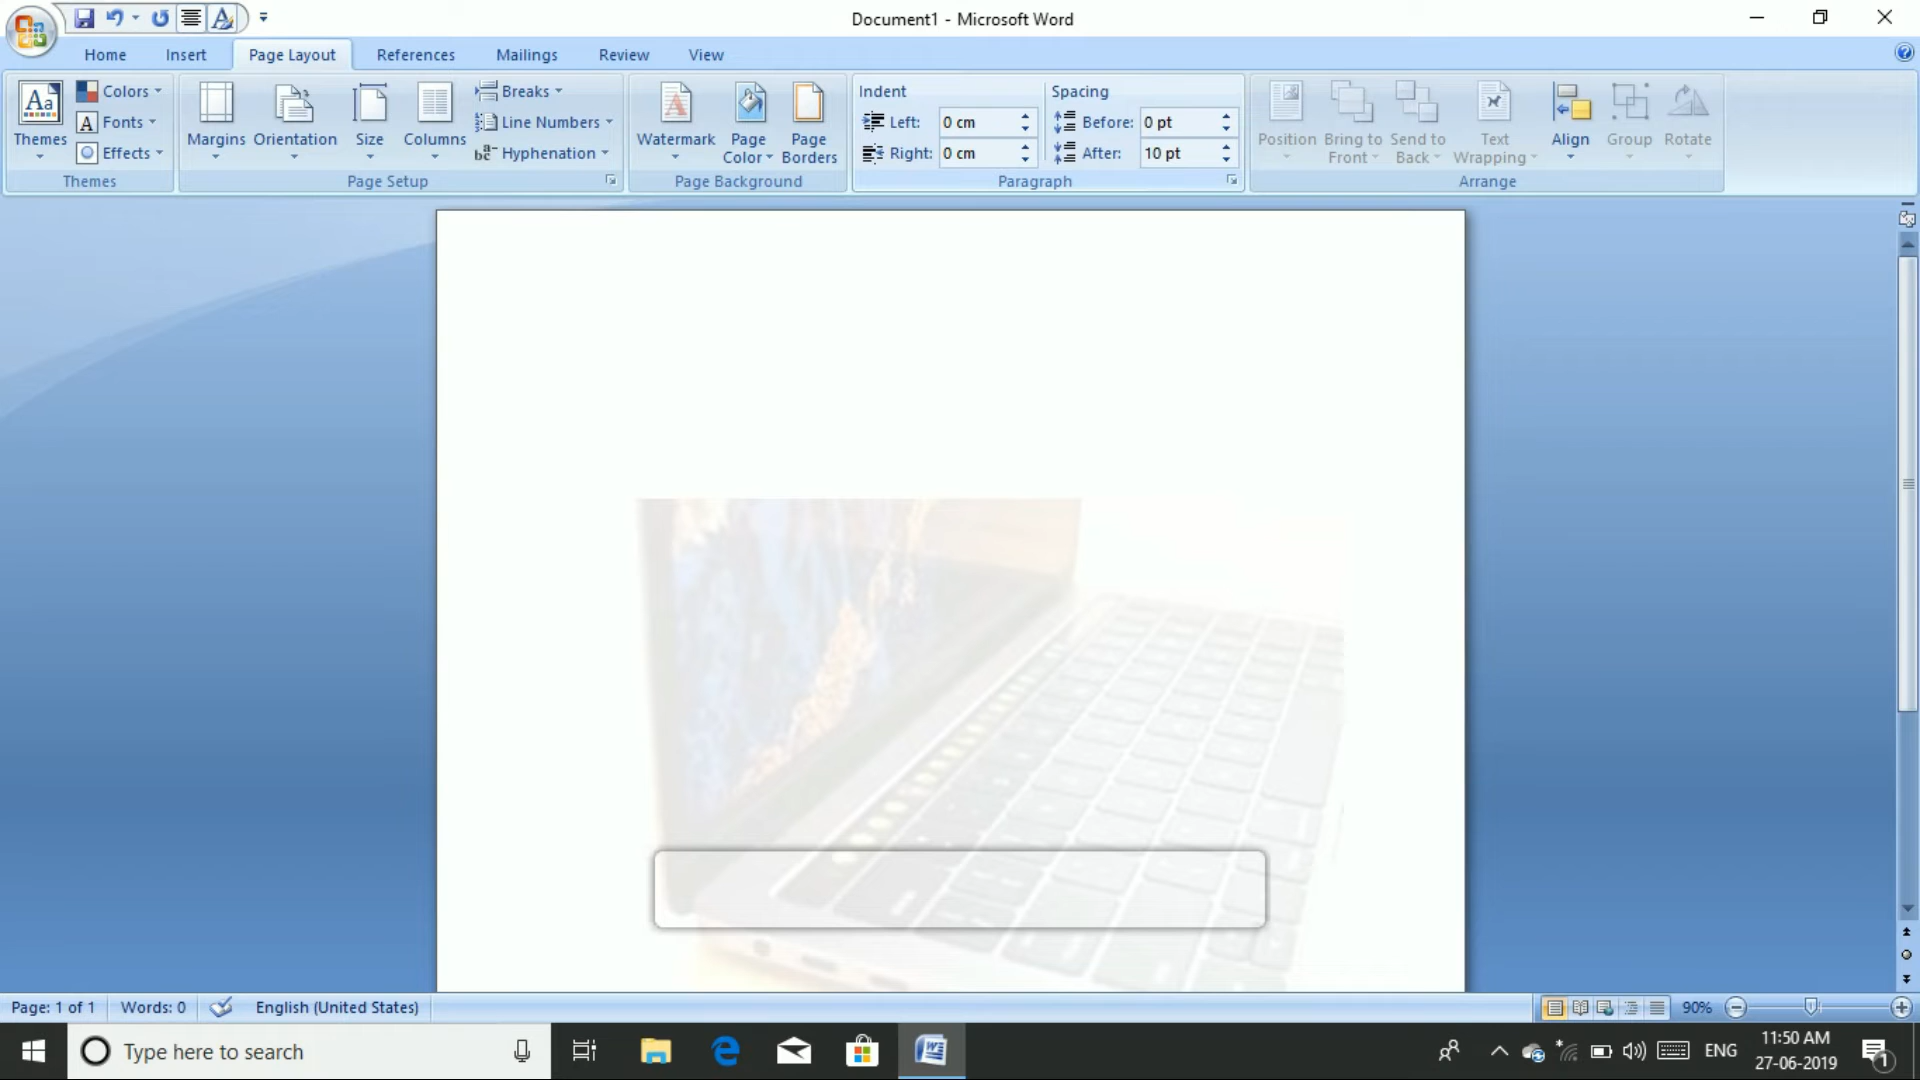 Document1 - Microsoft Word
Home Insert Page Layout References Mailings Review View
Themes
Colors
Fonts
Effects
Themes
Margins Orientation Size Columns
Breaks
Line Numbers
Hyphenation
Page Setup
Watermark Page Color Page Borders
Page Background
Indent
Left: 0 cm
Right: 0 cm
Spacing
Before: 0 pt
After: 10 pt
Paragraph
Position Bring to Front Send to Back Text Wrapping Align Group Rotate
Arrange
Page: 1 of 1 Words: 0 English (United States) 90%
Type here to search
ENG
11:50 AM
27-06-2019
1